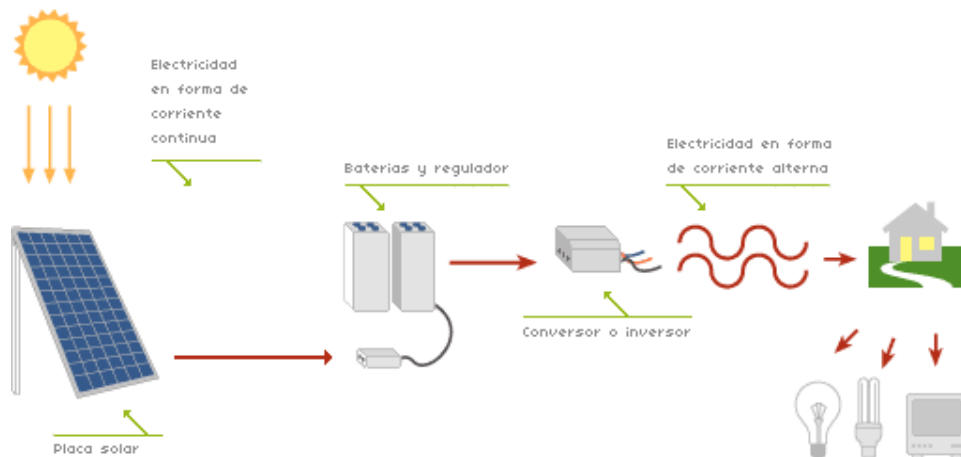 Electricidad
en forma de
corriente
continua
Baterias y regulador
Electricidad en forma
de corriente alterna
Conversor o inversor
Placa solar